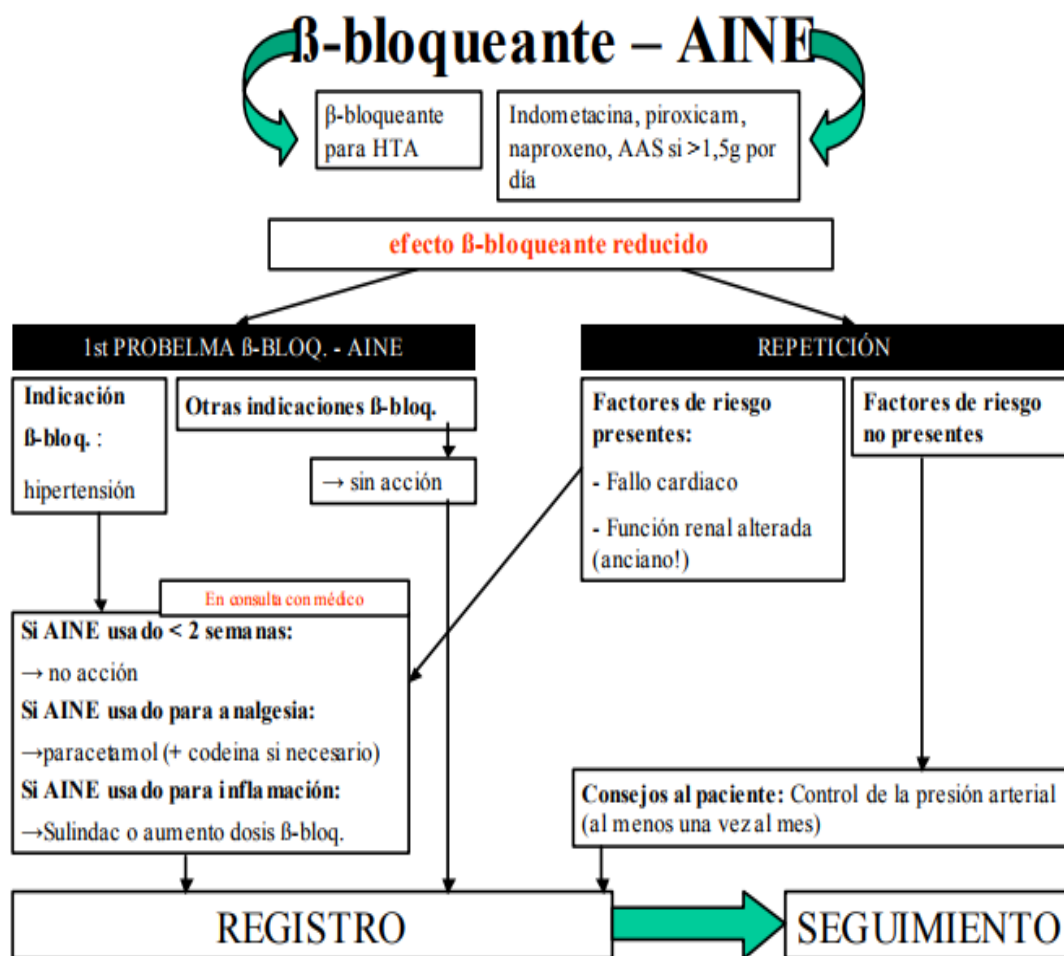 ß-bloqueante – AINE
β-bloqueante
para HTA
Indometacina, piroxicam,
naproxeno, AAS si >1,5g por
día
efecto ß-bloqueante reducido
1st PROBELMA ß-BLOQ. - AINE
Indicación
ß-bloq. :
hipertensión
Otras indicaciones ß-bloq.
→ sin acción
REPETICIÓN
Factores de riesgo
presentes:
- Fallo cardiaco
- Función renal alterada
(anciano!)
Factores de riesgo
no presentes
En consulta con médico
Si AINE usado < 2 semanas:
→ no acción
Si AINE usado para analgesia:
→paracetamol (+ codeina si necesario)
Si AINE usado para inflamación:
→Sulindac o aumento dosis ß-bloq.
Consejos al paciente: Control de la presión arterial
(al menos una vez al mes)
REGISTRO
SEGUIMIENTO